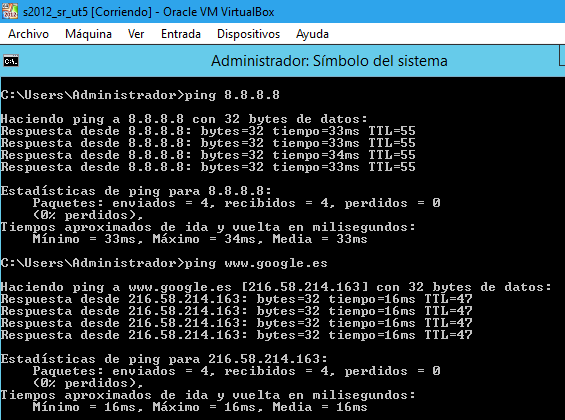 s2012_sr_ut5 [Corriendo] - Oracle VM VirtualBox
Archivo Máquina Ver Entrada Dispositivos Ayuda
Administrador: Símbolo del sistema
C:\Users\Administrador>ping 8.8.8.8
Haciendo ping a 8.8.8.8 con 32 bytes de datos:
Respuesta desde 8.8.8.8: bytes=32 tiempo=33ms TTL=55
Respuesta desde 8.8.8.8: bytes=32 tiempo=33ms TTL=55
Respuesta desde 8.8.8.8: bytes=32 tiempo=34ms TTL=55
Respuesta desde 8.8.8.8: bytes=32 tiempo=33ms TTL=55
Estadísticas de ping para 8.8.8.8:
Paquetes: enviados = 4, recibidos = 4, perdidos = 0
(0% perdidos),
Tiempos aproximados de ida y vuelta en milisegundos:
Mínimo = 33ms, Máximo = 34ms, Media = 33ms
C:\Users\Administrador>ping www.google.es
Haciendo ping a www.google.es [216.58.214.163] con 32 bytes de datos:
Respuesta desde 216.58.214.163: bytes=32 tiempo=16ms TTL=47
Respuesta desde 216.58.214.163: bytes=32 tiempo=16ms TTL=47
Respuesta desde 216.58.214.163: bytes=32 tiempo=16ms TTL=47
Respuesta desde 216.58.214.163: bytes=32 tiempo=16ms TTL=47
Estadísticas de ping para 216.58.214.163:
Paquetes: enviados = 4, recibidos = 4, perdidos = 0
(0% perdidos),
Tiempos aproximados de ida y vuelta en milisegundos:
Mínimo = 16ms, Máximo = 16ms, Media = 16ms